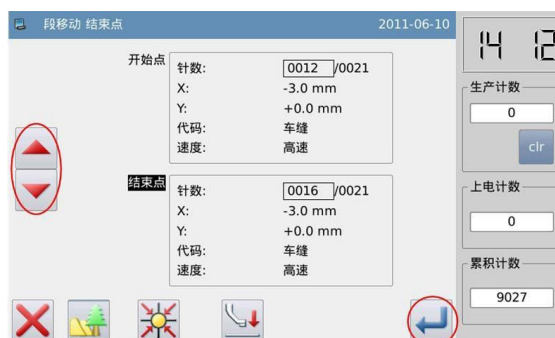 段移动 结束点 2011-06-10
开始点
针数: 0012 /0021
X: -3.0 mm
Y: +0.0 mm
代码: 车缝
速度: 高速
结束点
针数: 0016 /0021
X: -3.0 mm
Y: +0.0 mm
代码: 车缝
速度: 高速
14
生产计数
0
clr
上电计数
0
累积计数
9027